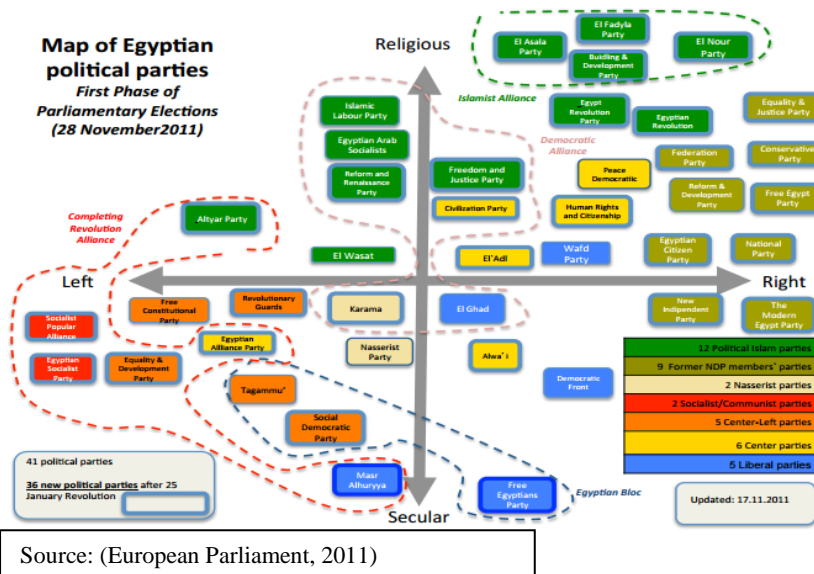 Map of Egyptian
political parties
First Phase of
Parliamentary Elections
(28 November2011)
Religious
El Asala
Party
El Fadyla
Party
Buidling &
Development
Party
El Nour
Party
Islamist Alliance
Islamic
Labour Party
Egyptian Arab
Socialists
Reform and
Renaissance
Party
Egypt
Revolution
Party
Egyptian
Revolution
Equality &
Justice Party
Democratic
Alliance
Federation
Party
Conservative
Party
Freedom and
Justice Party
Peace
Democratic
Reform &
Development
Party
Free Egypt
Party
Civilization Party
Human Rights
and Citizenship
Completing
Revolution
Alliance
Altyar Party
El Wasat
El'Adl
Wafd
Party
Egyptian
Citizen
Party
National
Party
Left
Right
Socialist
Popular
Alliance
Free
Constitutional
Party
Revolutionary
Guards
Karama
El Ghad
New
Indipendent
Party
The
Modern
Egypt Party
Egyptian
Socialist
Party
Equality &
Development
Party
Egyptian
Allliance Party
Nasserist
Party
Alwa'i
Tagammu'
Democratic
Front
Social
Democratic
Party
12 Political Islam parties
9 Former NDP members' parties
2 Nasserist parties
2 Socialist/Communist parties
5 Center-Left parties
6 Center parties
5 Liberal parties
41 political parties
36 new political parties after 25
January Revolution
Masr
Alhuryya
Free
Egyptians
Party
Egyptian Bloc
Updated: 17.11.2011
Secular
Source: (European Parliament, 2011)